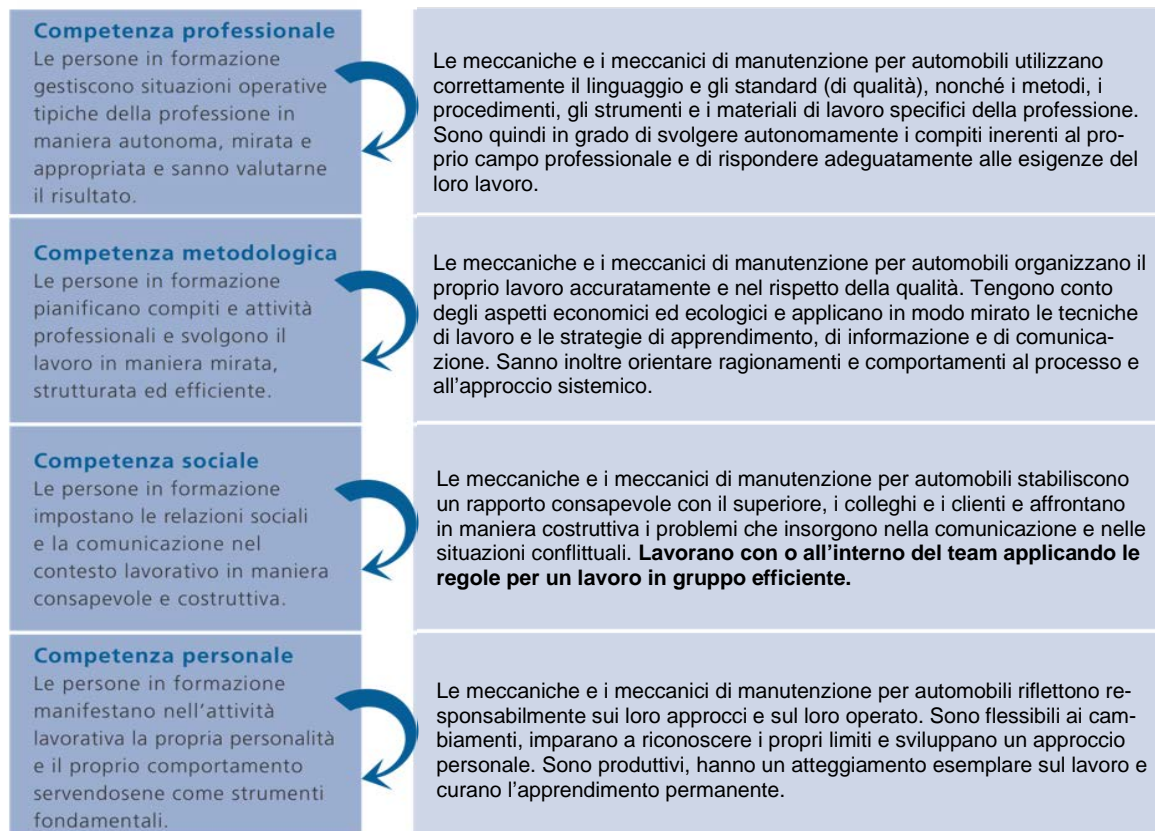 Competenza professionale
Le persone in formazione
gestiscono situazioni operative
tipiche della professione in
maniera autonoma, mirata e
appropriata e sanno valutarne
il risultato.
Le meccaniche e i meccanici di manutenzione per automobili utilizzano
correttamente il linguaggio e gli standard (di qualità), nonché i metodi, i
procedimenti, gli strumenti e i materiali di lavoro specifici della professione.
Sono quindi in grado di svolgere autonomamente i compiti inerenti al pro-
prio campo professionale e di rispondere adeguatamente alle esigenze del
loro lavoro.
Competenza metodologica
Le persone in formazione
pianificano compiti e attività
professionali e svolgono il
lavoro in maniera mirata,
strutturata ed efficiente.
Le meccaniche e i meccanici di manutenzione per automobili organizzano il
proprio lavoro accuratamente e nel rispetto della qualità. Tengono conto
degli aspetti economici ed ecologici e applicano in modo mirato le tecniche
di lavoro e le strategie di apprendimento, di informazione e di comunica-
zione. Sanno inoltre orientare ragionamenti e comportamenti al processo e
all'approccio sistemico.
Competenza sociale
Le persone in formazione
impostano le relazioni sociali
e la comunicazione nel
contesto lavorativo in maniera
consapevole e costruttiva.
Le meccaniche e i meccanici di manutenzione per automobili stabiliscono
un rapporto consapevole con il superiore, i colleghi e i clienti e affrontano
in maniera costruttiva i problemi che insorgono nella comunicazione e nelle
situazioni conflittuali. Lavorano con o all'interno del team applicando le
regole per un lavoro in gruppo efficiente.
Competenza personale
Le persone in formazione
manifestano nell'attività
lavorativa la propria personalità
e il proprio comportamento
servendosene come strumenti
fondamentali.
Le meccaniche e i meccanici di manutenzione per automobili riflettono re-
sponsabilmente sui loro approcci e sul loro operato. Sono flessibili ai cam-
biamenti, imparano a riconoscere i propri limiti e sviluppano un approccio
personale. Sono produttivi, hanno un atteggiamento esemplare sul lavoro e
curano l'apprendimento permanente.